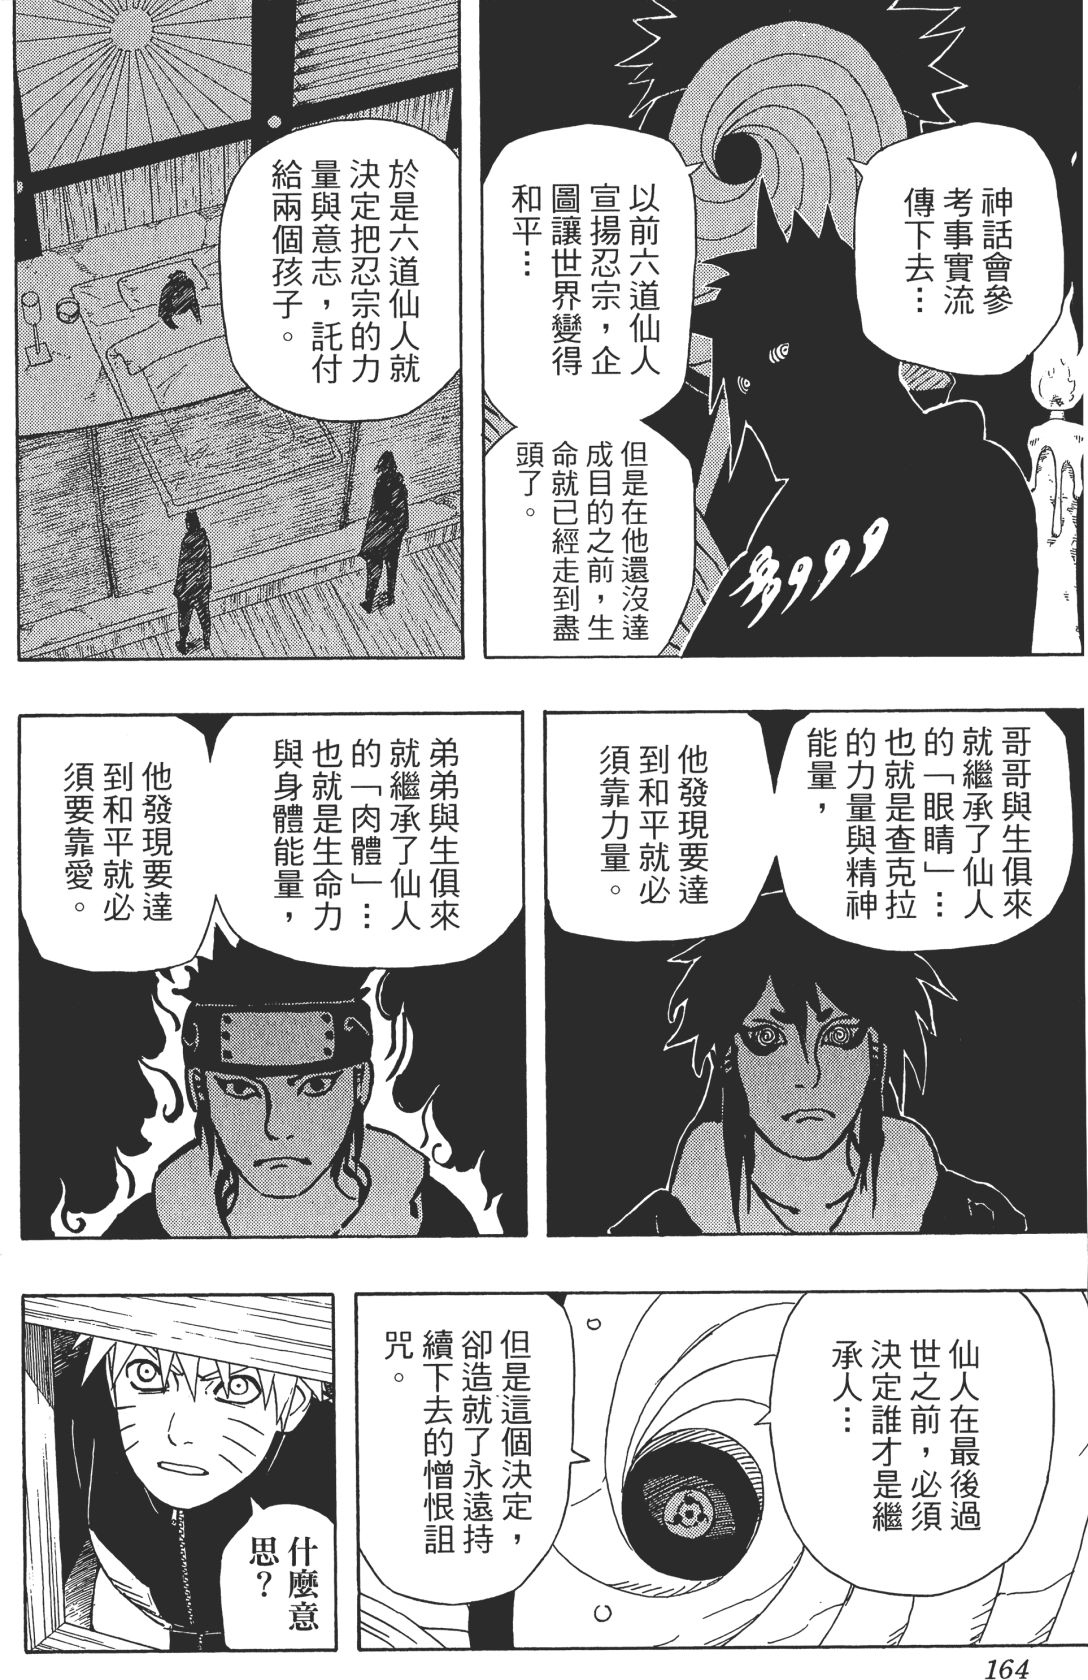 神話會參
考事實流
傳下去…
以前六道仙人
宣揚忍宗，企
圖讓世界變得
和平…
但是在他還沒達
成目的之前，生
命就已經走到盡
頭了。
於是六道仙人就
決定把忍宗的力
量與意志，託付
給兩個孩子。
哥哥與生俱來
就繼承了仙人
的「眼睛」…
也就是查克拉
的力量與精神
能量，
他發現要達
到和平就必
須靠力量。
弟弟與生俱來
就繼承了仙人
的「肉體」…
也就是生命力
與身體能量，
他發現要達
到和平就必
須要靠愛。
仙人在最後過
世之前，必須
決定誰才是繼
承人…
但是這個決定，
卻造就了永遠持
續下去的憎恨詛
咒。
什麼意
思？
164